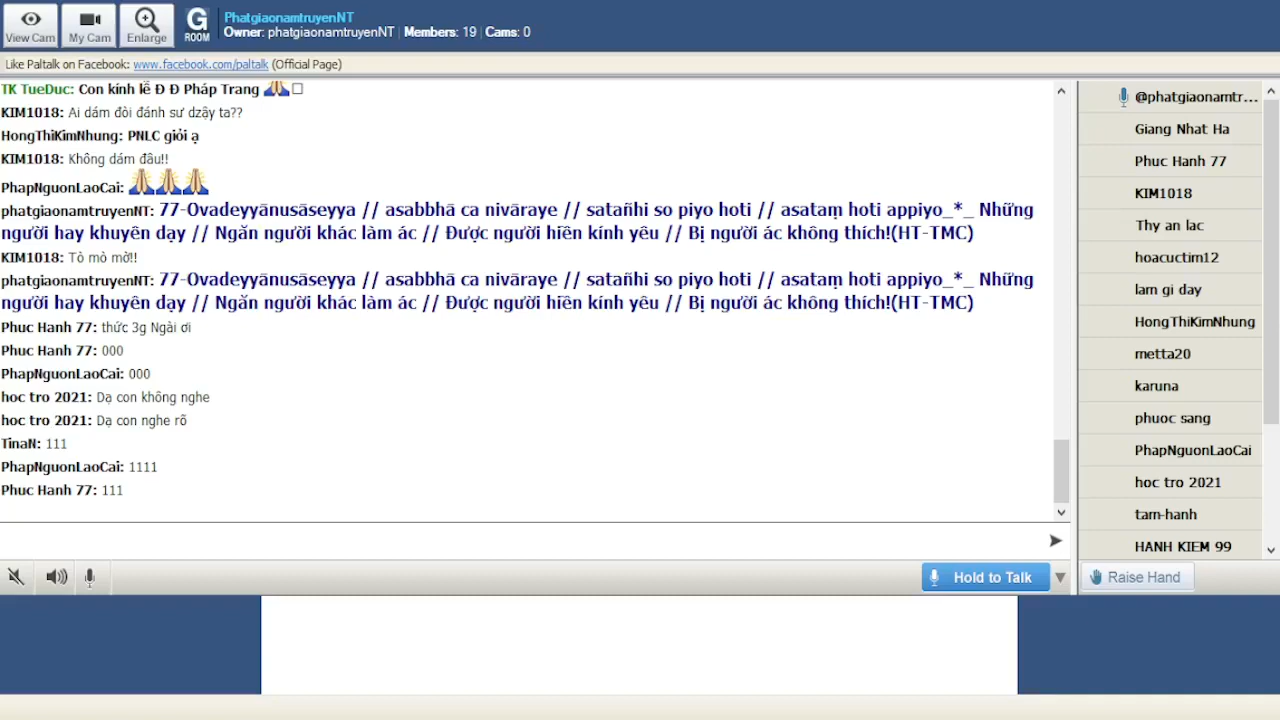 View Cam
My Cam
Enlarge
G
ROOM
PhatgiaonamtruyenNT
Owner: phatgiaonamtruyenNT | Members: 19 | Cams: 0
Like Paltalk on Facebook: www.facebook.com/paltalk (Official Page)
TK TueDuc: Con kính lễ Đ Đ Pháp Trang 🙏□
KIM1018: Ai dám đòi đánh sư dzậy ta??
HongThiKimNhung: PNLC giỏi ạ
KIM1018: Không dám đâu!!
PhapNguonLaoCai: 🙏🙏🙏
phatgiaonamtruyenNT: 77-Ovadeyyānusāseyya // asabbhā ca nivāraye // satañhi so piyo hoti // asataṃ hoti appiyo_*_ Những
người hay khuyên dạy // Ngăn người khác làm ác // Được người hiền kính yêu // Bị người ác không thích!(HT-TMC)
KIM1018: Tò mò mờ!!
phatgiaonamtruyenNT: 77-Ovadeyyānusāseyya // asabbhā ca nivāraye // satañhi so piyo hoti // asataṃ hoti appiyo_*_ Những
người hay khuyên dạy // Ngăn người khác làm ác // Được người hiền kính yêu // Bị người ác không thích!(HT-TMC)
Phuc Hanh 77: thức 3g Ngài ơi
Phuc Hanh 77: 000
PhapNguonLaoCai: 000
hoc tro 2021: Dạ con không nghe
hoc tro 2021: Dạ con nghe rõ
TinaN: 111
PhapNguonLaoCai: 1111
Phuc Hanh 77: 111
@phatgiaonamtr...
Giang Nhat Ha
Phuc Hanh 77
KIM1018
Thy an lac
hoacuctim12
lam gi day
HongThiKimNhung
metta20
karuna
phuoc sang
PhapNguonLaoCai
hoc tro 2021
tam-hanh
HANH KIEM 99
Hold to Talk
Raise Hand